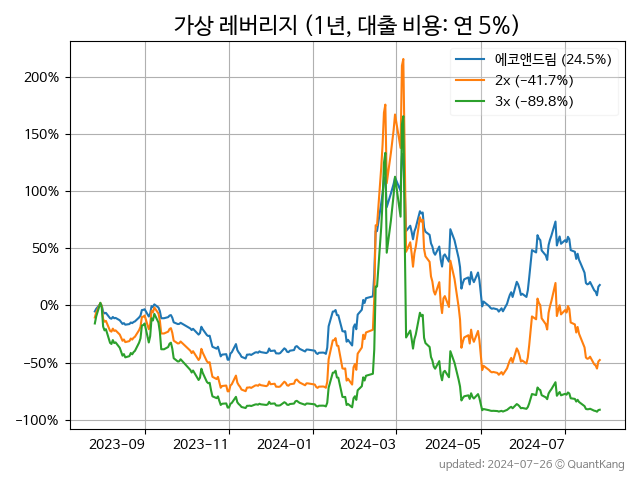 가상 레버리지 (1년, 대출 비용: 연 5%)
에코앤드림 (24.5%)
2x (−41.7%)
3x (−89.8%)
200%
150%
100%
50%
0%
−50%
−100%
2023-09 2023-11 2024-01 2024-03 2024-05 2024-07
updated: 2024-07-26 © QuantKang